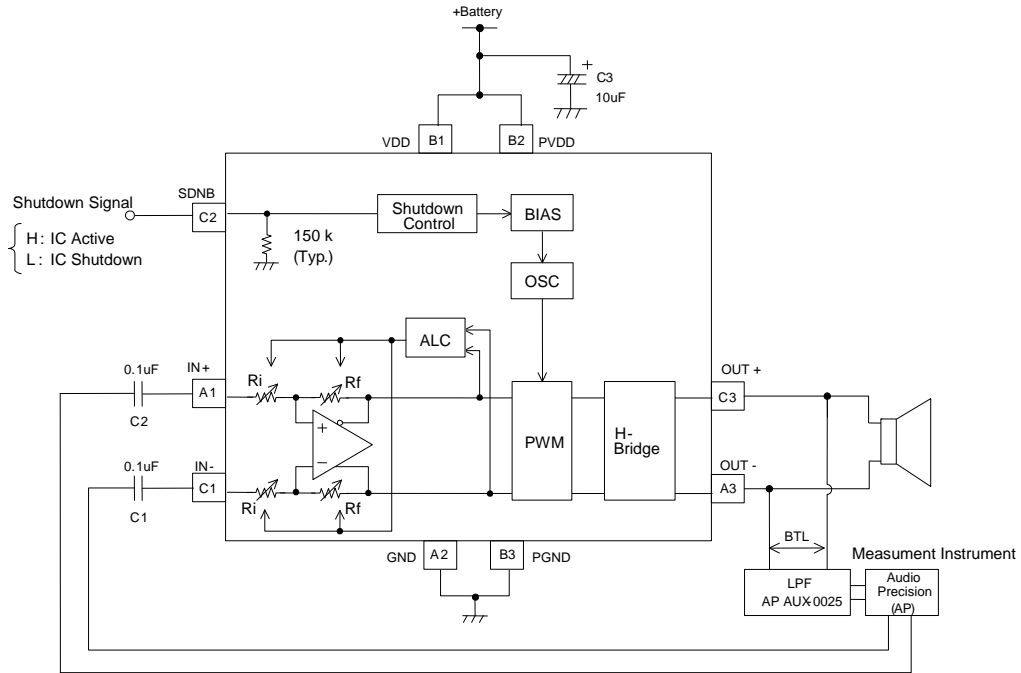 +Battery
+
C3
10uF
VDD
B1
B2
PVDD
Shutdown Signal
SDNB
C2
H : IC Active
L : IC Shutdown
150 k
(Typ.)
Shutdown
Control
BIAS
OSC
ALC
0.1uF
IN+
A1
C2
Ri
Rf
+
−
PWM
H-
Bridge
OUT +
C3
0.1uF
IN-
C1
C1
Ri
Rf
OUT -
A3
BTL
GND
A2
B3
PGND
Measument Instrument
LPF
AP AUX-0025
Audio
Precision
(AP)